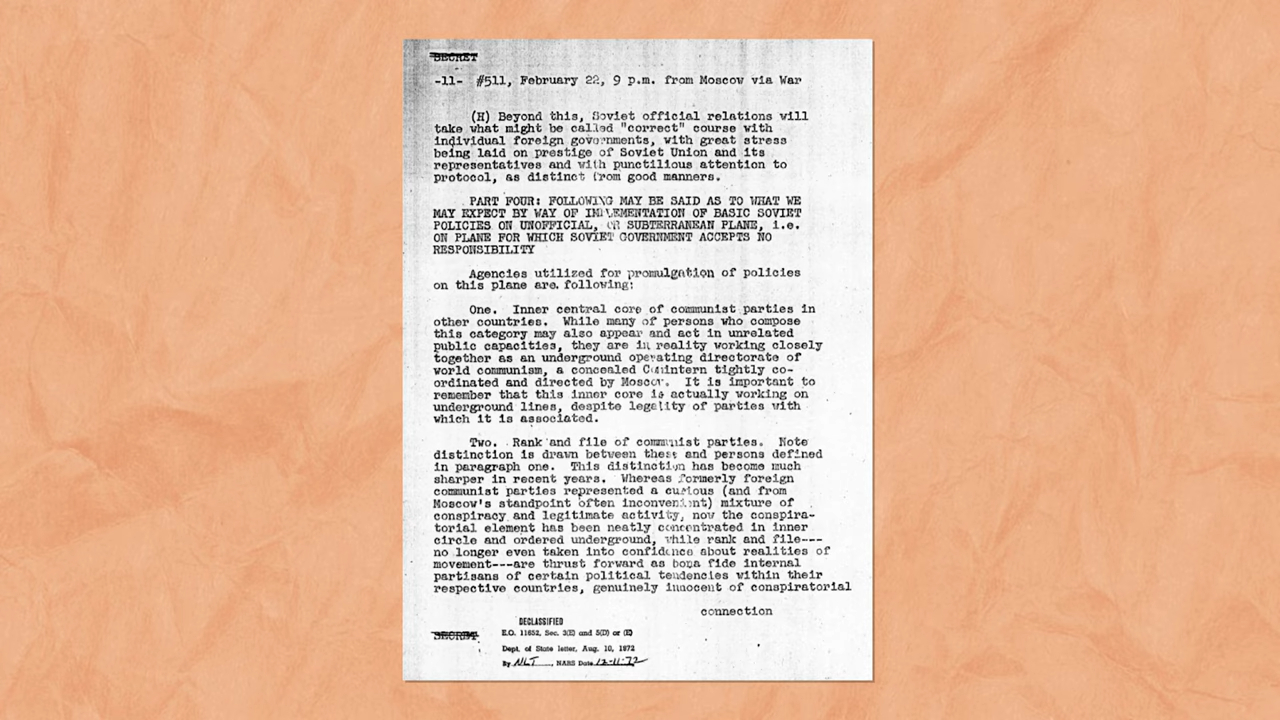 SECRET
-11- #511, February 22, 9 p.m. from Moscow via War
(H) Beyond this, Soviet official relations will
take what might be called "correct" course with
individual foreign governments, with great stress
being laid on prestige of Soviet Union and its
representatives and with punctilious attention to
protocol, as distinct from good manners.
PART FOUR: FOLLOWING MAY BE SAID AS TO WHAT WE
MAY EXPECT BY WAY OF IMPLEMENTATION OF BASIC SOVIET
POLICIES ON UNOFFICIAL, OR SUBTERRANEAN PLANE, i.e.
ON PLANE FOR WHICH SOVIET GOVERNMENT ACCEPTS NO
RESPONSIBILITY
Agencies utilized for promulgation of policies
on this plane are following:
One. Inner central core of communist parties in
other countries. While many of persons who compose
this category may also appear and act in unrelated
public capacities, they are in reality working closely
together as an underground operating directorate of
world communism, a concealed Comintern tightly co-
ordinated and directed by Moscow. It is important to
remember that this inner core is actually working on
underground lines, despite legality of parties with
which it is associated.
Two. Rank and file of communist parties. Note
distinction is drawn between these and persons defined
in paragraph one. This distinction has become much
sharper in recent years. Whereas formerly foreign
communist parties represented a curious (and from
Moscow's standpoint often inconvenient) mixture of
conspiracy and legitimate activity, now the conspira-
torial element has been neatly concentrated in inner
circle and ordered underground, while rank and file---
no longer even taken into confidence about realities of
movement---are thrust forward as bona fide internal
partisans of certain political tendencies within their
respective countries, genuinely innocent of conspiratorial
connection
DECLASSIFIED
SECRET
E.O. 11652, Sec. 3(E) and 5(D) or (E)
Dept. of State letter, Aug. 10, 1972
By NLT, NARS Date 12-11-72